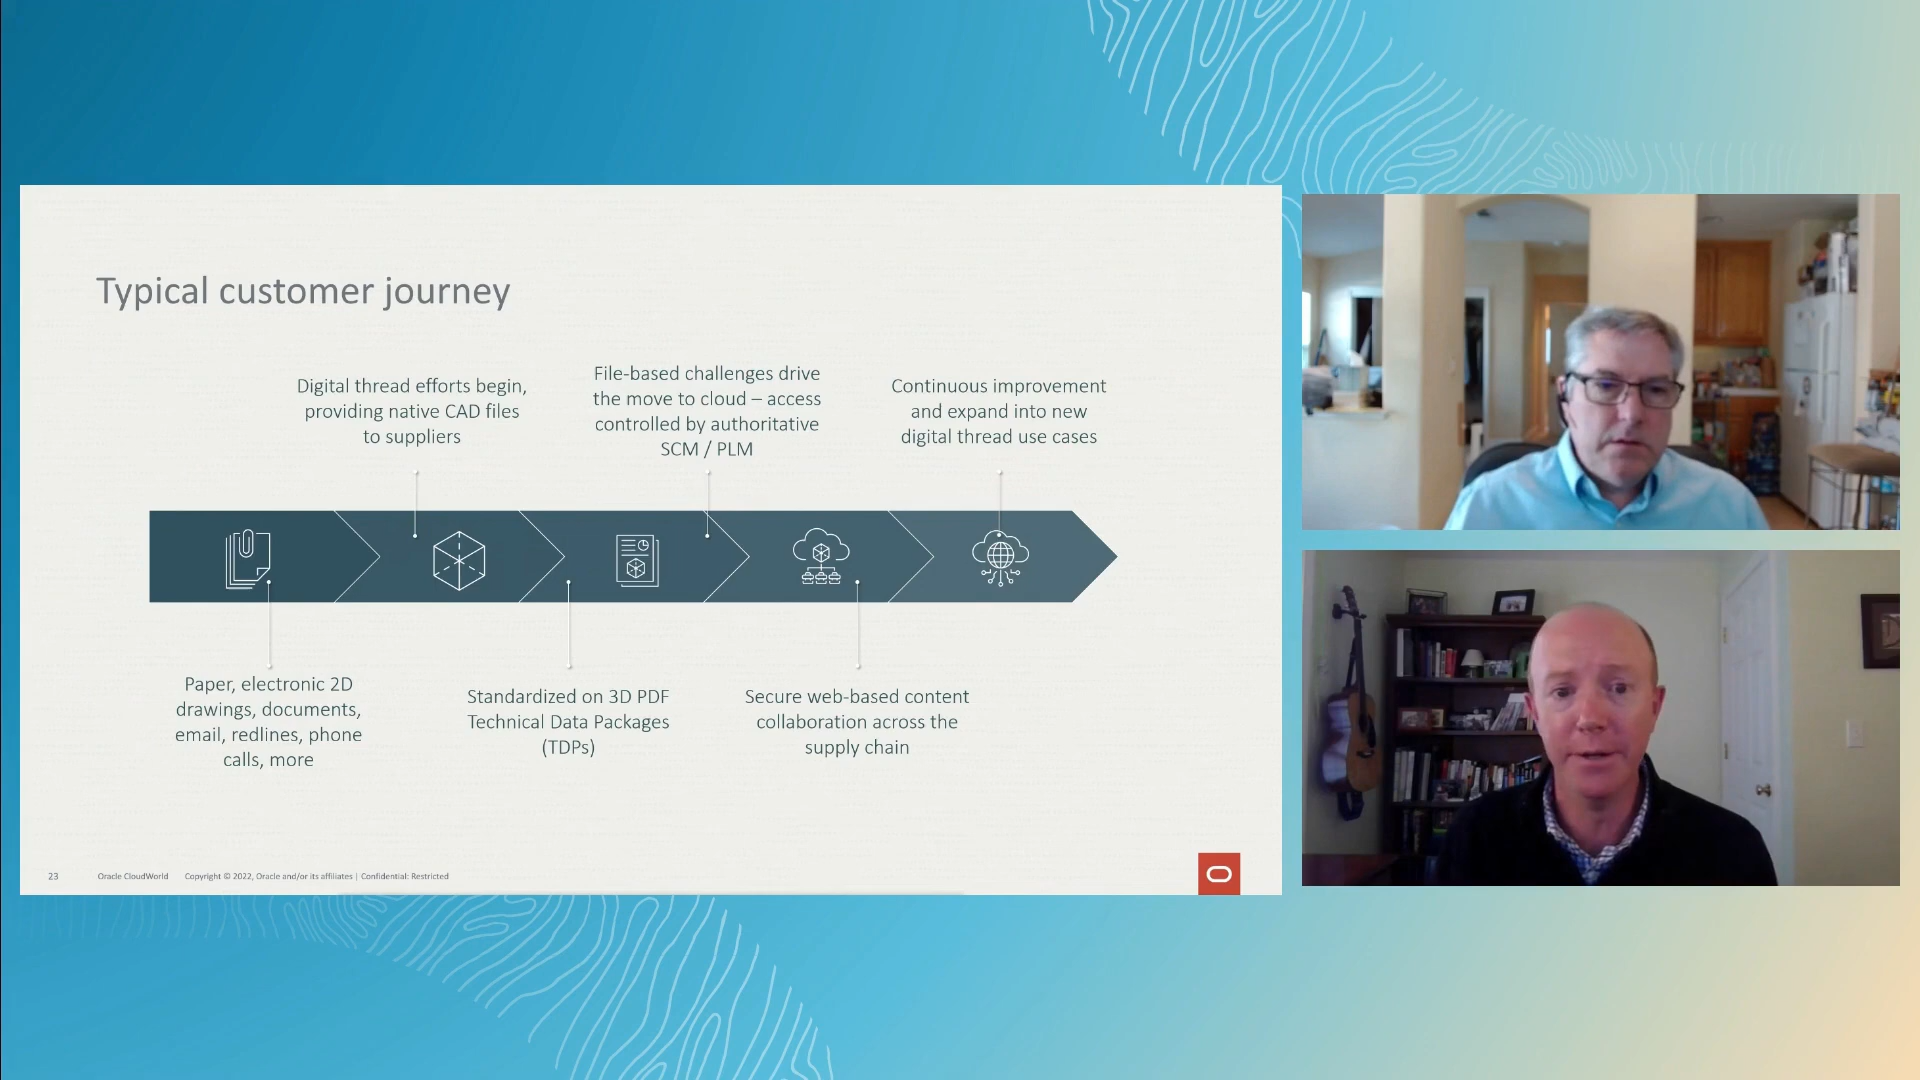 Typical customer journey
Digital thread efforts begin,
providing native CAD files
to suppliers
File-based challenges drive
the move to cloud – access
controlled by authoritative
SCM / PLM
Continuous improvement
and expand into new
digital thread use cases
Paper, electronic 2D
drawings, documents,
email, redlines, phone
calls, more
Standardized on 3D PDF
Technical Data Packages
(TDPs)
Secure web-based content
collaboration across the
supply chain
23 Oracle CloudWorld Copyright © 2022, Oracle and/or its affiliates | Confidential: Restricted